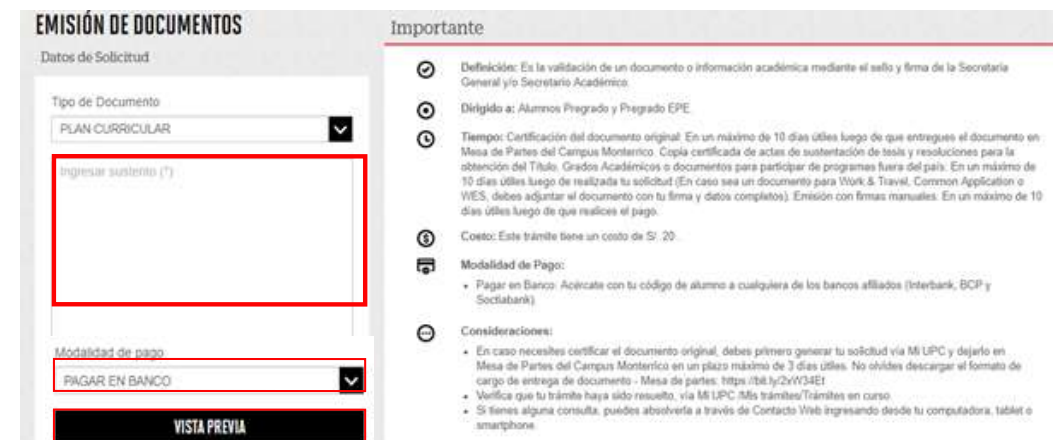 EMISIÓN DE DOCUMENTOS
Datos de Solicitud
Tipo de Documento
PLAN CURRICULAR
Ingresar sustento (*)
Modalidad de pago
PAGAR EN BANCO
VISTA PREVIA
Importante
Definición: Es la validación de un documento o información académica mediante el sello y firma de la Secretaría
General y/o Secretario Académico.
Dirigido a: Alumnos Pregrado y Pregrado EPE.
Tiempo: Certificación del documento original: En un máximo de 10 días útiles luego de que entregues el documento en
Mesa de Partes del Campus Monterrico. Copia certificada de actas de sustentación de tesis y resoluciones para la
obtención del Título, Grados Académicos o documentos para participar de programas fuera del país: En un máximo de
10 días útiles luego de realizada tu solicitud (En caso sea un documento para Work & Travel, Common Application o
WES, debes adjuntar el documento con tu firma y datos completos). Emisión con firmas manuales: En un máximo de 10
días útiles luego de que realices el pago.
Costo: Este trámite tiene un costo de S/. 20
Modalidad de Pago:
• Pagar en Banco: Acércate con tu código de alumno a cualquiera de los bancos afiliados (Interbank, BCP y
Soctiabank).
Consideraciones:
• En caso necesites certificar el documento original, debes primero generar tu solicitud vía Mi UPC y dejarlo en
Mesa de Partes del Campus Monterrico en un plazo máximo de 3 días útiles. No olvides descargar el formato de
cargo de entrega de documento - Mesa de partes: https://bit.ly/2xW34Et
• Verifica que tu trámite haya sido resuelto, vía Mi UPC /Mis trámites/Trámites en curso.
• Si tienes alguna consulta, puedes absolverla a través de Contacto Web ingresando desde tu computadora, tablet o
smartphone.